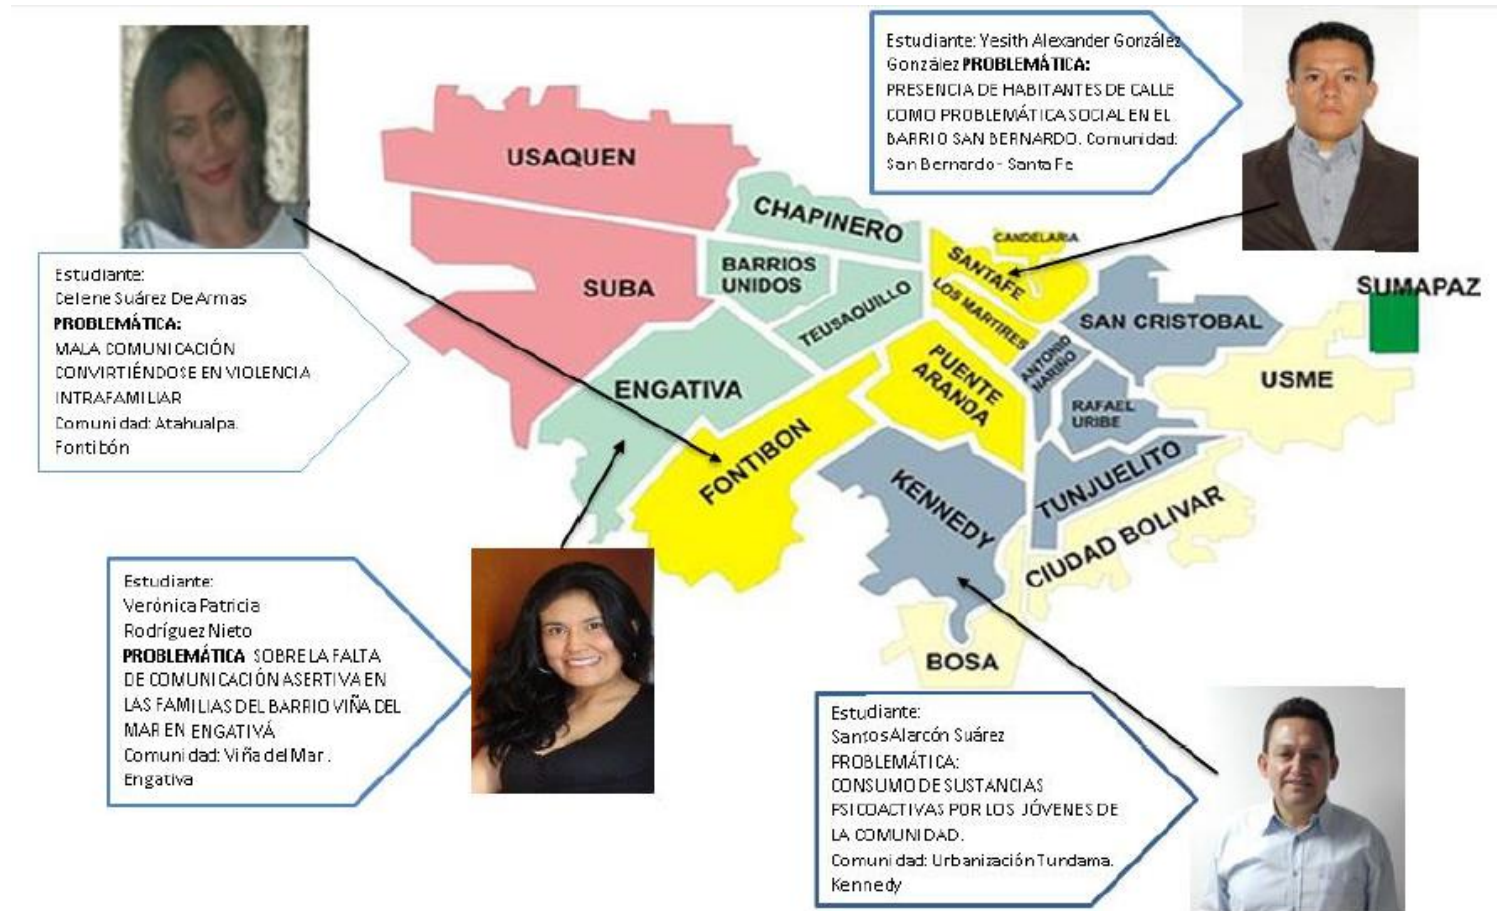 Estudiante: Yesith Alexander González
González PROBLEMÁTICA:
PRESENCIA DE HABITANTES DE CALLE
COMO PROBLEMÁTICA SOCIAL EN EL
BARRIO SAN BERNARDO. Comunidad:
San Bernardo - Santa Fe
Estudiante:
Celene Suárez De Armas
PROBLEMÁTICA:
MALA COMUNICACIÓN
CONVIRTIÉNDOSE EN VIOLENCIA
INTRAFAMILIAR
Comunidad: Atahualpa.
Fontibón
USAQUEN
CHAPINERO
SUBA
BARRIOS
UNIDOS
TEUSAQUILLO
CANDELARIA
SANTAFE
LOS MARTIRES
SAN CRISTOBAL
SUMAPAZ
ENGATIVA
PUENTE
ARANDA
ANTONIO
NARIÑO
RAFAEL
URIBE
USME
FONTIBON
KENNEDY
TUNJUELITO
CIUDAD BOLIVAR
BOSA
Estudiante:
Verónica Patricia
Rodríguez Nieto
PROBLEMÁTICA SOBRE LA FALTA
DE COMUNICACIÓN ASERTIVA EN
LAS FAMILIAS DEL BARRIO VIÑA DEL
MAR EN ENGATIVÁ
Comunidad: Viña del Mar .
Engativa
Estudiante:
Santos Alarcón Suárez
PROBLEMÁTICA:
CONSUMO DE SUSTANCIAS
PSICOACTIVAS POR LOS JÓVENES DE
LA COMUNIDAD.
Comunidad: Urbanización Tundama.
Kennedy